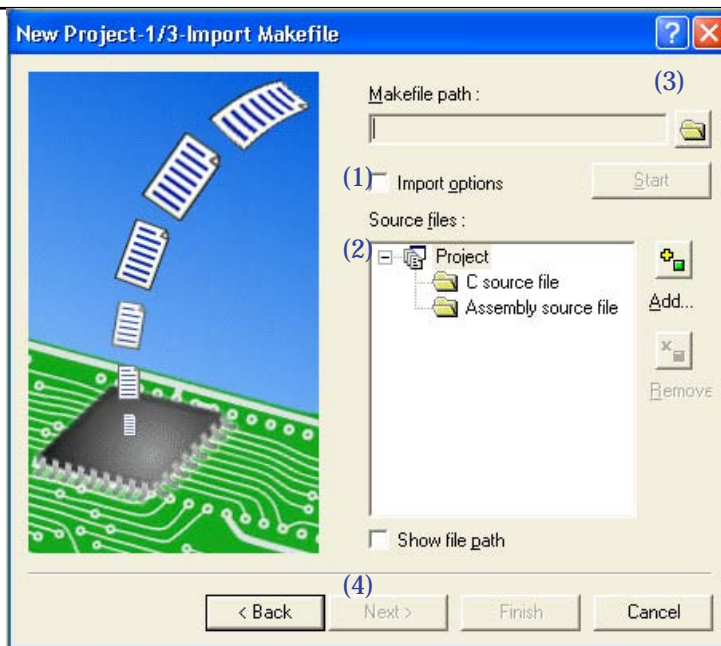 New Project-1/3-Import Makefile
(3)
Makefile path :
(1) Import options Start
Source files :
(2) Project
C source file
Assembly source file
Add...
Remove
Show file path
(4)
< Back Next > Finish Cancel